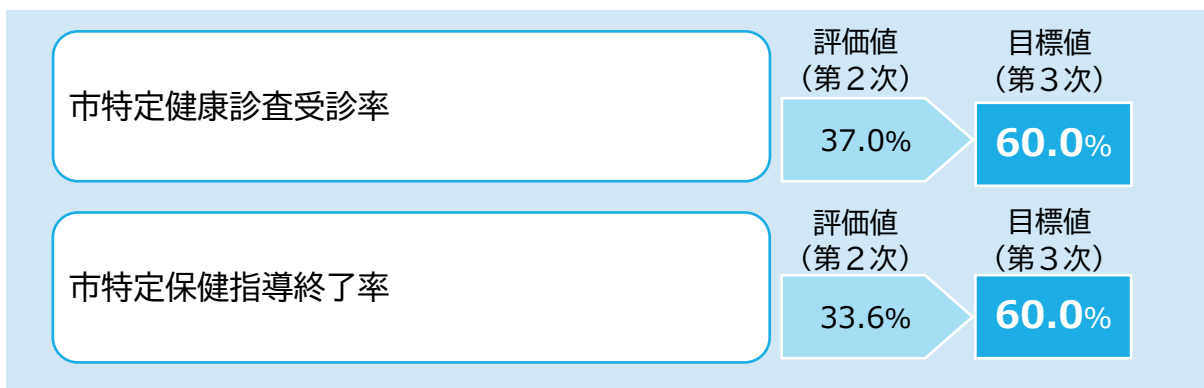 市特定健康診査受診率
評価値
（第２次）
目標値
（第３次）
37.0%
60.0%
市特定保健指導終了率
評価値
（第２次）
目標値
（第３次）
33.6%
60.0%